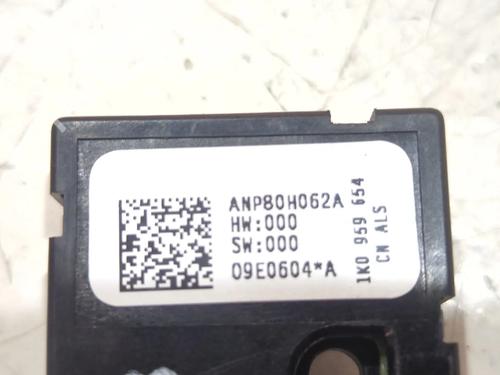 ANP80H062A
HW:000
SW:000
09E0604*A
1K0 959 654
CN ALS